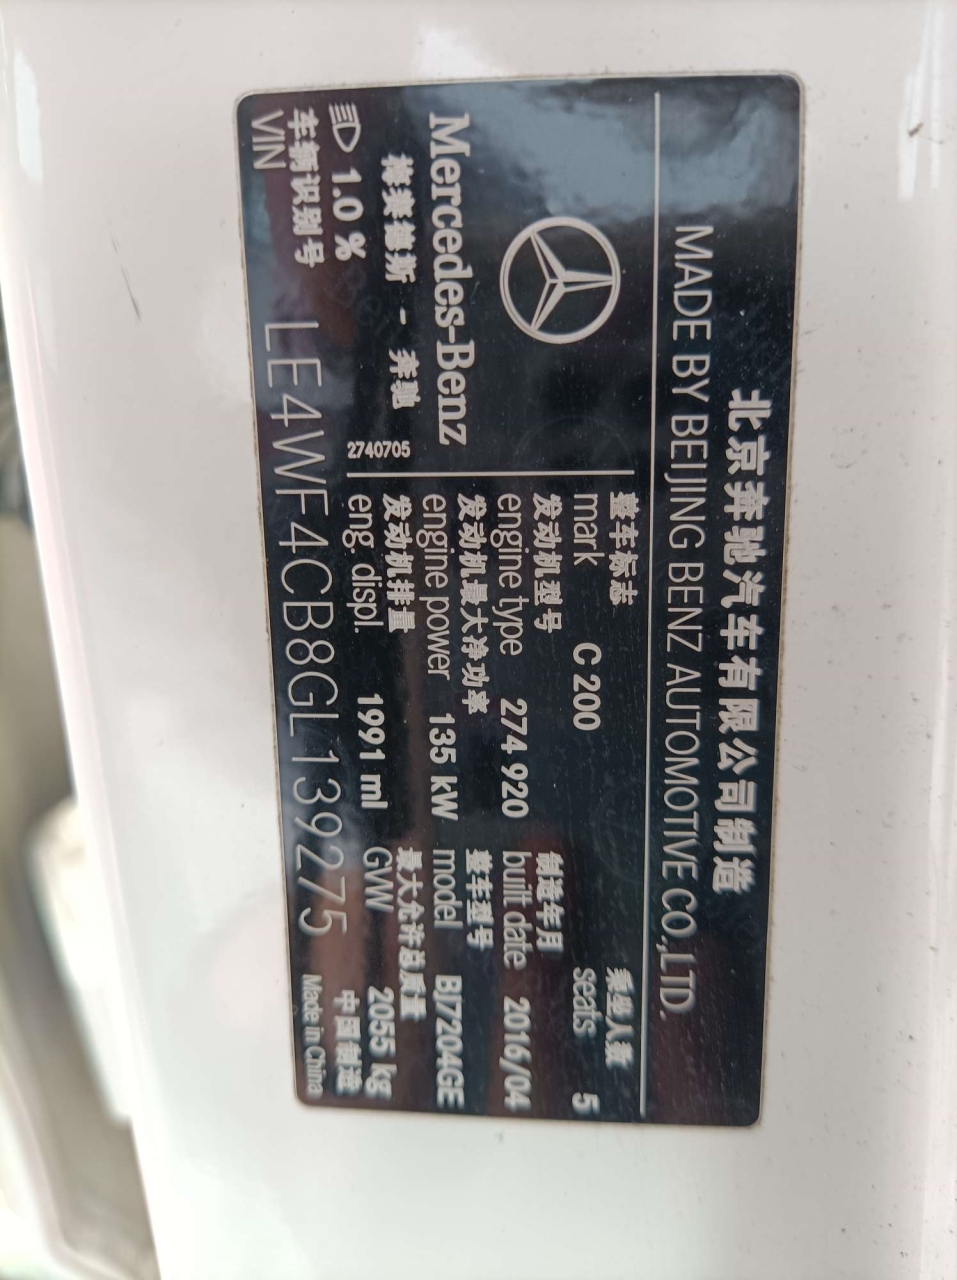 北京奔驰汽车有限公司制造
MADE BY BEIJING BENZ AUTOMOTIVE CO.,LTD.
Mercedes-Benz
梅赛德斯 - 奔驰
1.0 %
2740705
整车标志
mark C 200
乘坐人数
seats 5
发动机型号
engine type 274 920
制造年月
built date 2016/04
发动机最大净功率
engine power 135 kW
整车型号
model BJ7204GE
发动机排量
eng. displ. 1991 ml
最大允许总质量
GW 2055 kg
车辆识别号
VIN LE4WF4CB8GL139275
中国制造
Made in China